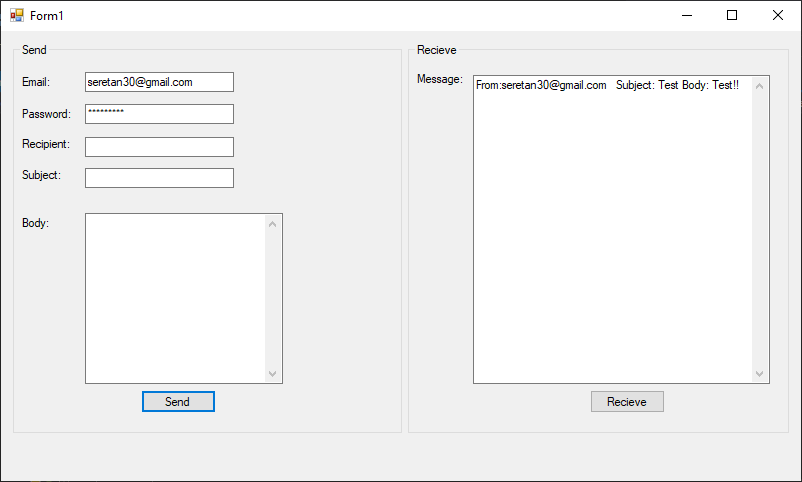 Form1
Send
Email:
seretan30@gmail.com
Password:
*********
Recipient:
Subject:
Body:
Send
Recieve
Message:
From:seretan30@gmail.com   Subject: Test Body: Test!!
Recieve